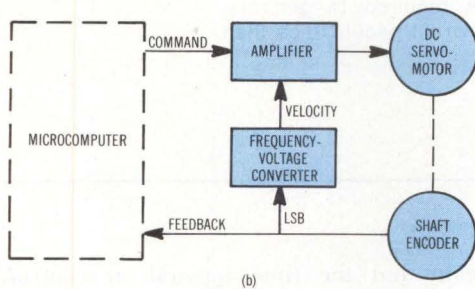 COMMAND
AMPLIFIER
DC
SERVO-
MOTOR
VELOCITY
MICROCOMPUTER
FREQUENCY-
VOLTAGE
CONVERTER
FEEDBACK
LSB
SHAFT
ENCODER
(b)